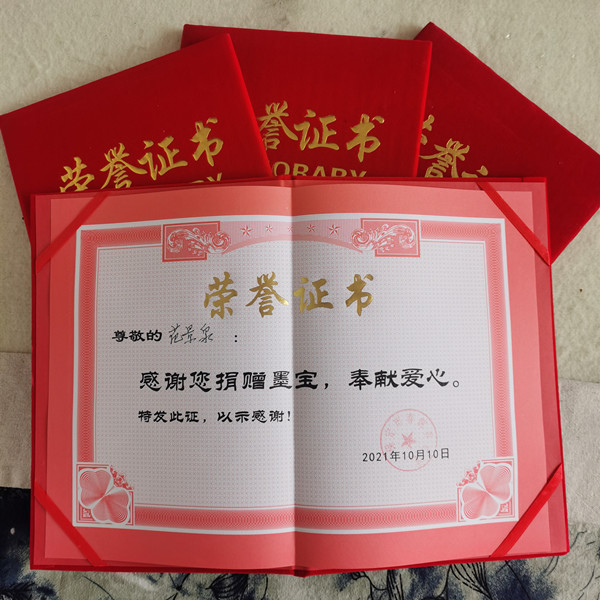 荣誉证书
誉证书
ORARY
荣誉证书
尊敬的 范景泉 :
感谢您捐赠墨宝，奉献爱心。
特发此证，以示感谢！
2021年10月10日